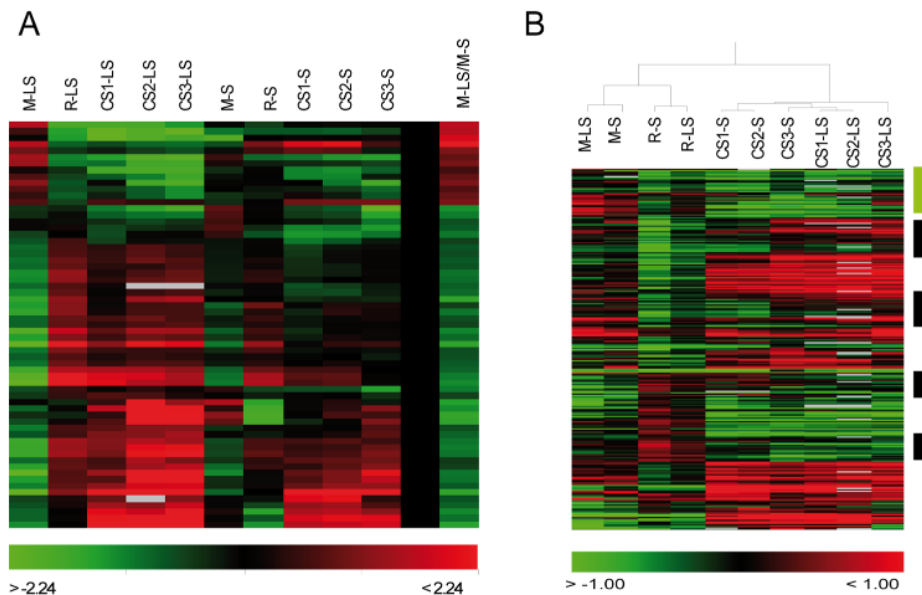 A
M-LS R-LS CS1-LS CS2-LS CS3-LS M-S R-S CS1-S CS2-S CS3-S M-LS/M-S
>-2.24 <2.24
B
M-LS M-S R-S R-LS CS1-S CS2-S CS3-S CS1-LS CS2-LS CS3-LS
> -1.00 < 1.00